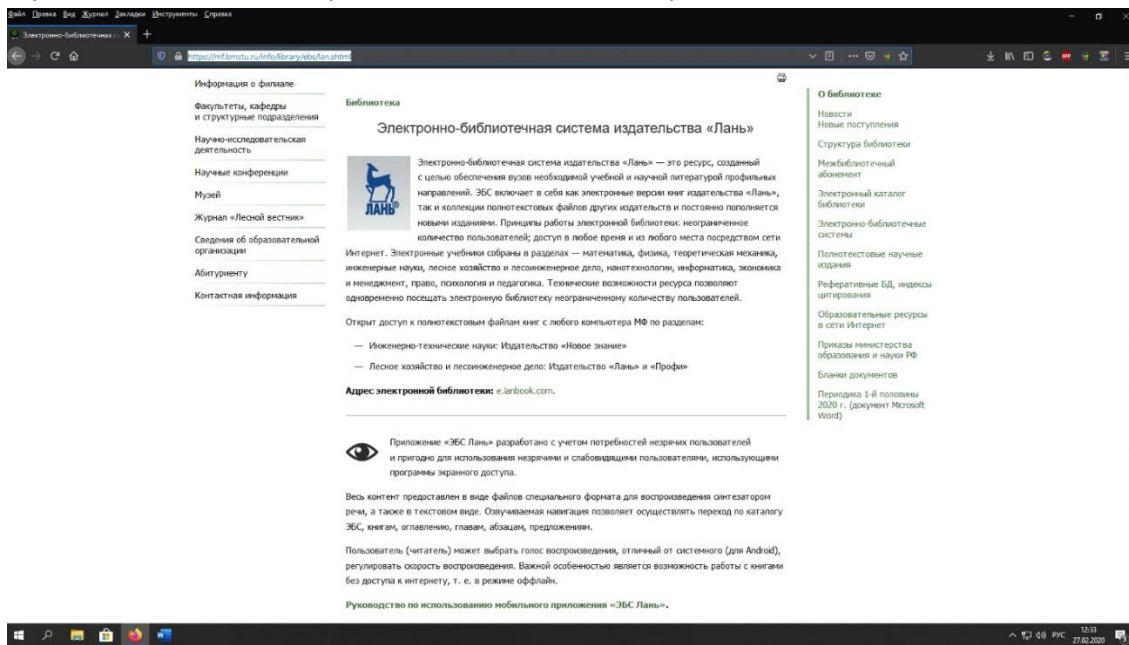 Файл Правка Вид Журнал Закладки Инструменты Справка
Электронно-библиотечная
https://mf.bmstu.ru/info/library/ebs/lan.shtml
Информация о филиале
Факультеты, кафедры
и структурные подразделения
Научно-исследовательская
деятельность
Научные конференции
Музей
Журнал «Лесной вестник»
Сведения об образовательной
организации
Абитуриенту
Контактная информация
Библиотека
Электронно-библиотечная система издательства «Лань»
ЛАНЬ®
Электронно-библиотечная система издательства «Лань» — это ресурс, созданный
с целью обеспечения вузов необходимой учебной и научной литературой профильных
направлений. ЭБС включает в себя как электронные версии книг издательства «Лань»,
так и коллекции полнотекстовых файлов других издательств и постоянно пополняется
новыми изданиями. Принципы работы электронной библиотеки: неограниченное
количество пользователей; доступ в любое время и из любого места посредством сети
Интернет. Электронные учебники собраны в разделах — математика, физика, теоретическая механика,
инженерные науки, лесное хозяйство и лесоинженерное дело, нанотехнологии, информатика, экономика
и менеджмент, право, психология и педагогика. Технические возможности ресурса позволяют
одновременно посещать электронную библиотеку неограниченному количеству пользователей.
Открыт доступ к полнотекстовым файлам книг с любого компьютера МФ по разделам:
— Инженерно-технические науки: Издательство «Новое знание»
— Лесное хозяйство и лесоинженерное дело: Издательство «Лань» и «Профи»
Адрес электронной библиотеки: e.lanbook.com.
Приложение «ЭБС Лань» разработано с учетом потребностей незрячих пользователей
и пригодно для использования незрячими и слабовидящими пользователями, использующими
программы экранного доступа.
Весь контент предоставлен в виде файлов специального формата для воспроизведения синтезатором
речи, а также в текстовом виде. Озвучиваемая навигация позволяет осуществлять переход по каталогу
ЭБС, книгам, оглавлению, главам, абзацам, предложениям.
Пользователь (читатель) может выбрать голос воспроизведения, отличный от системного (для Android),
регулировать скорость воспроизведения. Важной особенностью является возможность работы с книгами
без доступа к интернету, т. е. в режиме оффлайн.
Руководство по использованию мобильного приложения «ЭБС Лань».
О библиотеке
Новости
Новые поступления
Структура библиотеки
Межбиблиотечный
абонемент
Электронный каталог
библиотеки
Электронно-библиотечные
системы
Полнотекстовые научные
издания
Реферативные БД, индексы
цитирования
Образовательные ресурсы
в сети Интернет
Приказы министерства
образования и науки РФ
Бланки документов
Периодика 1-й половины
2020 г. (документ Microsoft
Word)
РУС
12:33
27.02.2020